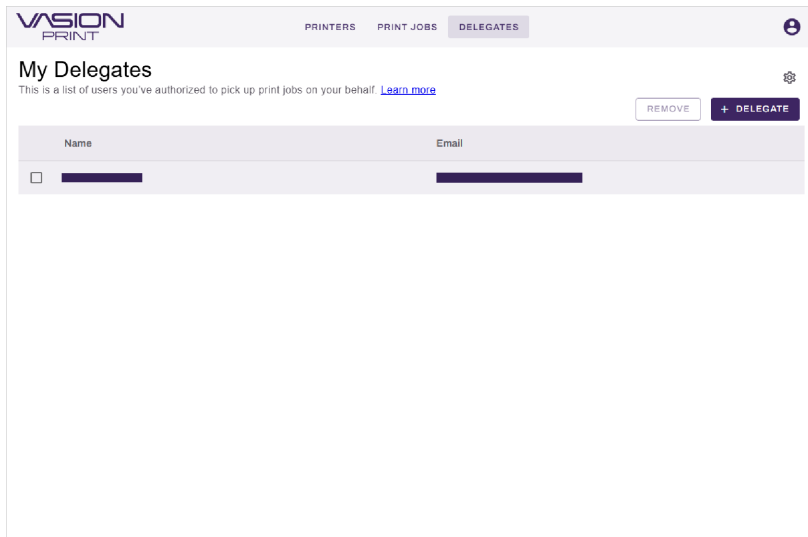 VASION
PRINT
PRINTERS PRINT JOBS DELEGATES
My Delegates
This is a list of users you've authorized to pick up print jobs on your behalf. Learn more
REMOVE + DELEGATE
Name Email